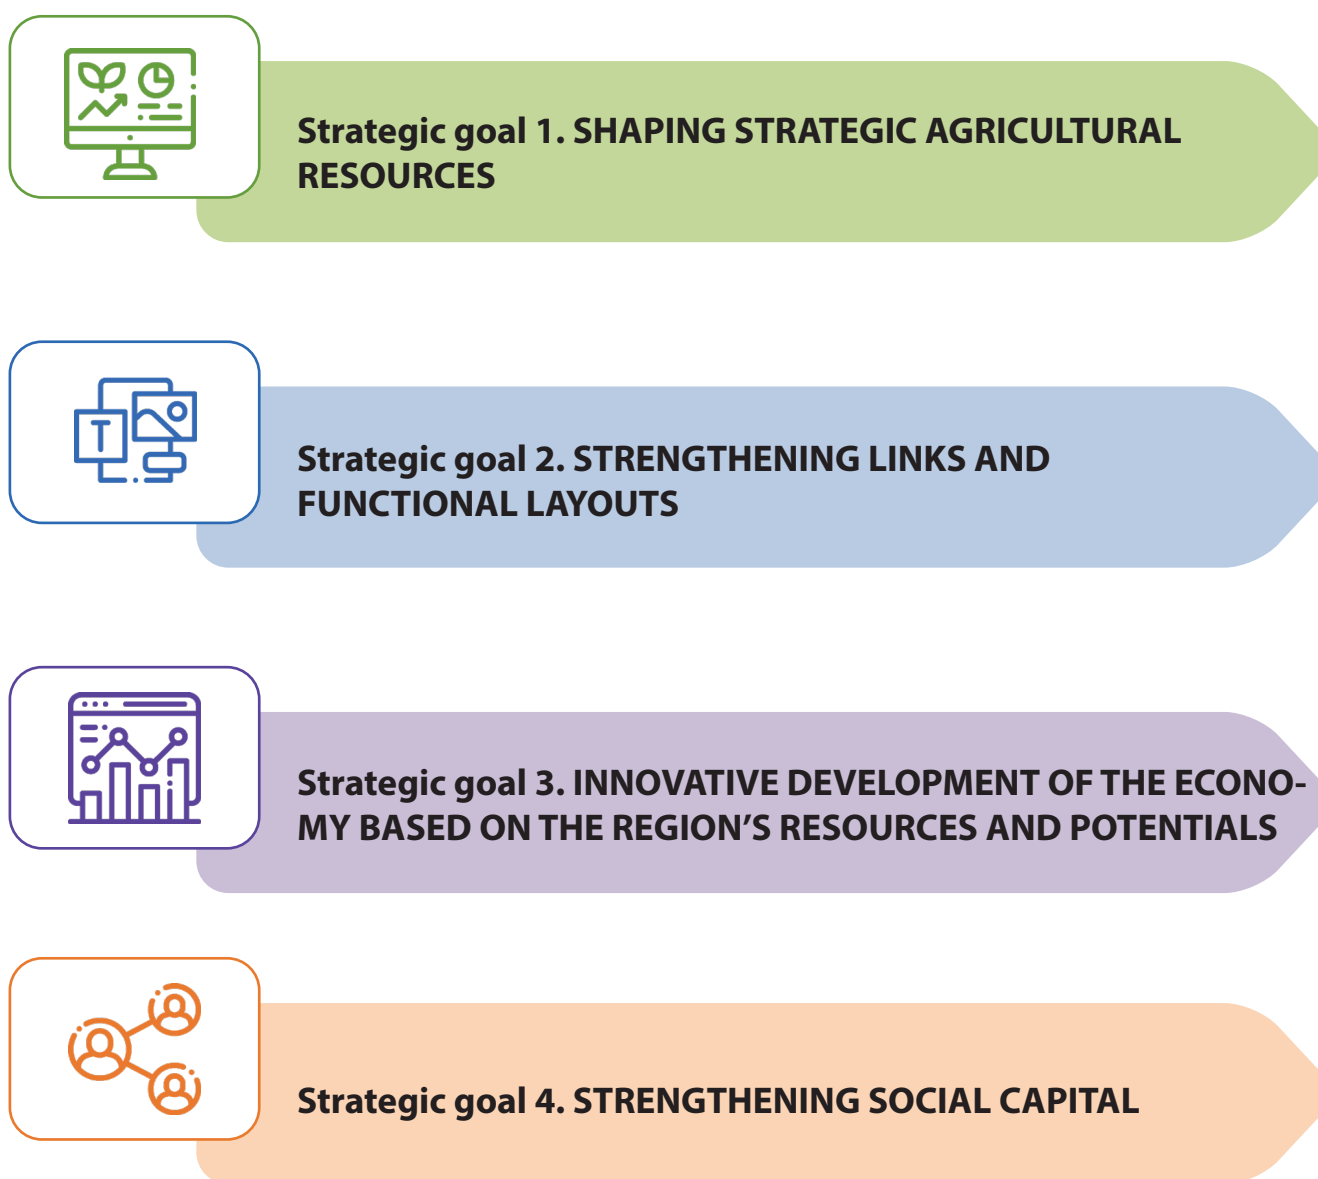 Strategic goal 1. SHAPING STRATEGIC AGRICULTURAL
RESOURCES
T
Strategic goal 2. STRENGTHENING LINKS AND
FUNCTIONAL LAYOUTS
Strategic goal 3. INNOVATIVE DEVELOPMENT OF THE ECONO-
MY BASED ON THE REGION’S RESOURCES AND POTENTIALS
Strategic goal 4. STRENGTHENING SOCIAL CAPITAL